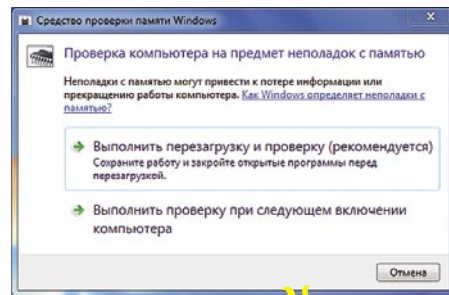 Средство проверки памяти Windows
Проверка компьютера на предмет неполадок с памятью
Неполадки с памятью могут привести к потере информации или
прекращению работы компьютера. Как Windows определяет неполадки с
памятью?
Выполнить перезагрузку и проверку (рекомендуется)
Сохраните работу и закройте открытые программы перед
перезагрузкой.
Выполнить проверку при следующем включении
компьютера
Отмена